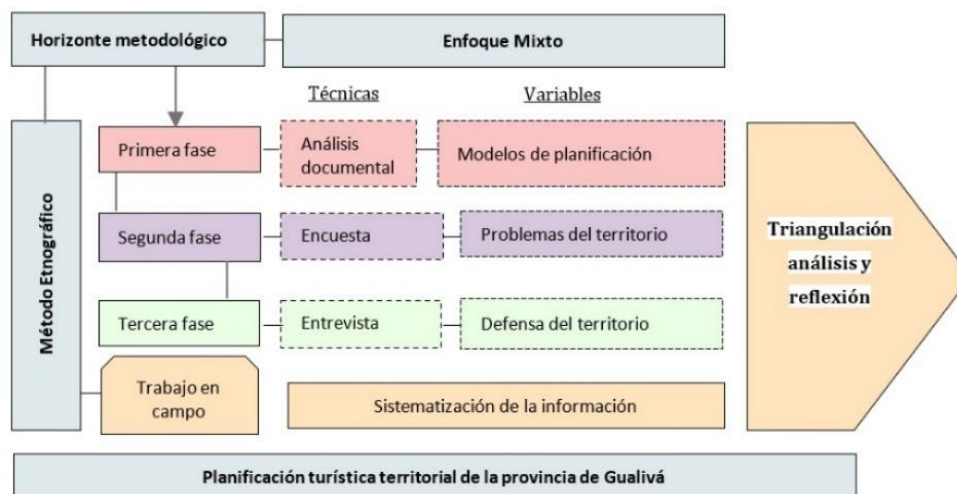 Horizonte metodológico
Enfoque Mixto
Técnicas
Variables
Método Etnográfico
Primera fase
Análisis
documental
Modelos de planificación
Segunda fase
Encuesta
Problemas del territorio
Tercera fase
Entrevista
Defensa del territorio
Trabajo en
campo
Sistematización de la información
Triangulación
análisis y
reflexión
Planificación turística territorial de la provincia de Gualivá